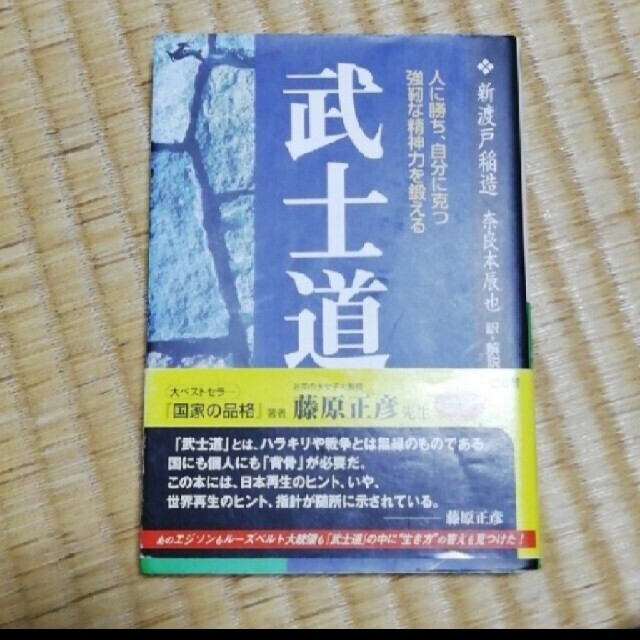 新渡戸稲造
奈良本辰也 訳・解説
人に勝ち、自分に克つ
強靭な精神力を鍛える
武士道
大ベストセラー
『国家の品格』著者
藤原正彦先生
「武士道」とは、ハラキリや戦争とは無縁のものである。
国にも個人にも「背骨」が必要だ。
この本には、日本再生のヒント、いや、
世界再生のヒント、指針が随所に示されている。
藤原正彦
あのエジソンもルーズベルト大統領も「武士道」の中に"生き方"の答えを見つけた！